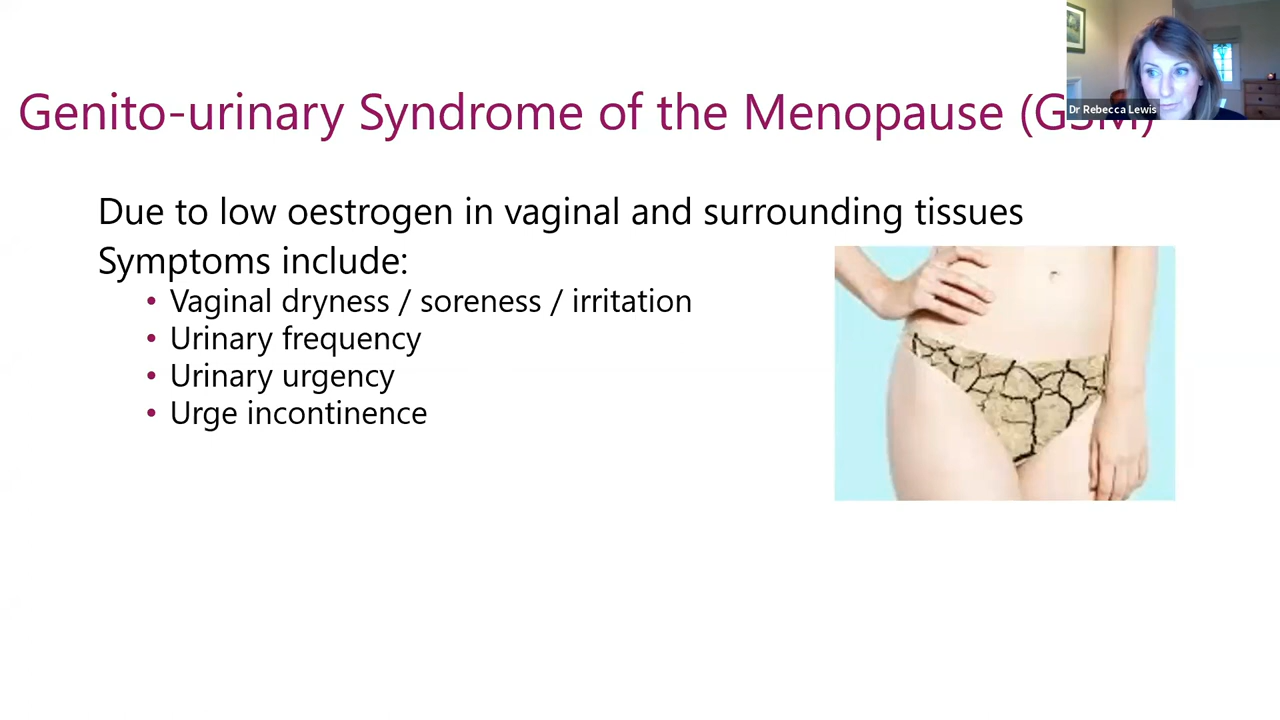 Dr Rebecca Lewis
Genito-urinary Syndrome of the Menopause (GSM)
Due to low oestrogen in vaginal and surrounding tissues
Symptoms include:
• Vaginal dryness / soreness / irritation
• Urinary frequency
• Urinary urgency
• Urge incontinence